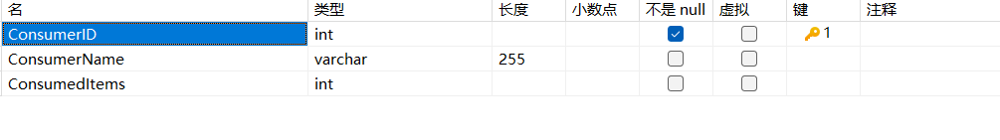 名 类型 长度 小数点 不是 null 虚拟 键 注释
ConsumerID int 1
ConsumerName varchar 255
ConsumedItems int